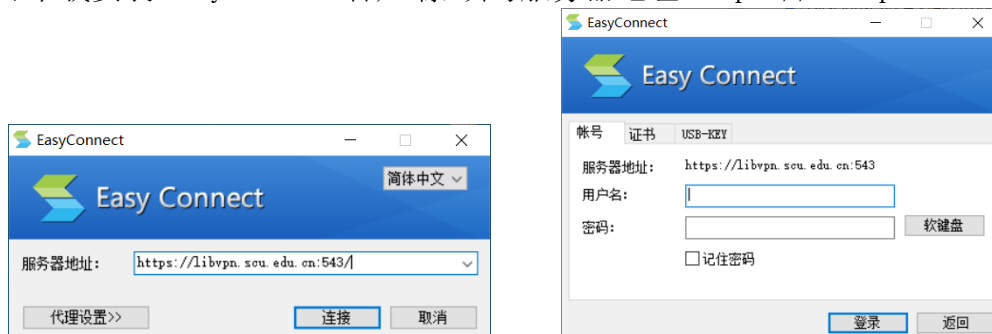 EasyConnect
Easy Connect
简体中文
服务器地址:
https://libvpn.scu.edu.cn:543/
代理设置>>
连接
取消
EasyConnect
Easy Connect
帐号
证书
USB-KEY
服务器地址:
https://libvpn.scu.edu.cn:543
用户名:
密码:
软键盘
记住密码
登录
返回